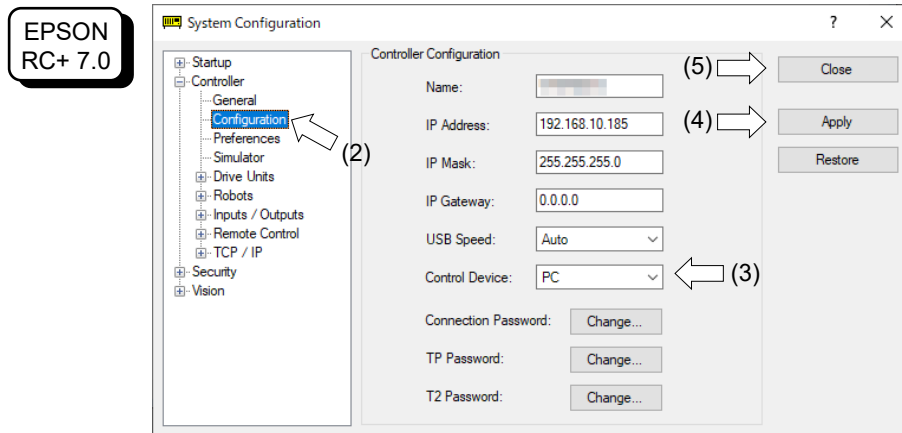 EPSON
RC+ 7.0
System Configuration
?
Startup
Controller
General
Configuration
Preferences
Simulator
Drive Units
Robots
Inputs / Outputs
Remote Control
TCP / IP
Security
Vision
(2)
Controller Configuration
Name:
IP Address: 192.168.10.185
IP Mask: 255.255.255.0
IP Gateway: 0.0.0.0
USB Speed: Auto
Control Device: PC
(3)
Connection Password: Change...
TP Password: Change...
T2 Password: Change...
(5)
Close
(4)
Apply
Restore